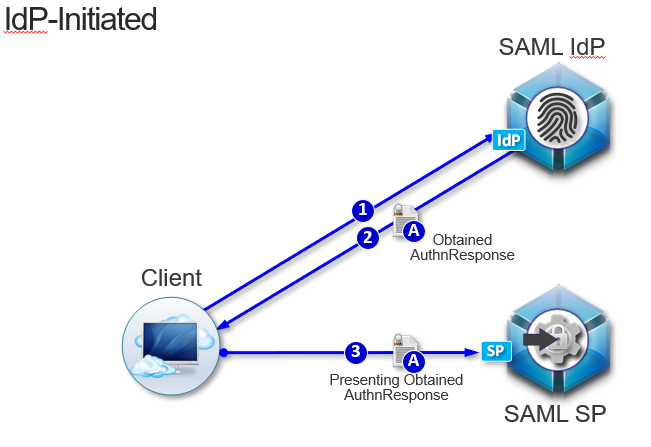 IdP-Initiated
SAML IdP
IdP
1
A
2
Obtained
AuthnResponse
Client
3
A
SP
Presenting Obtained
AuthnResponse
SAML SP